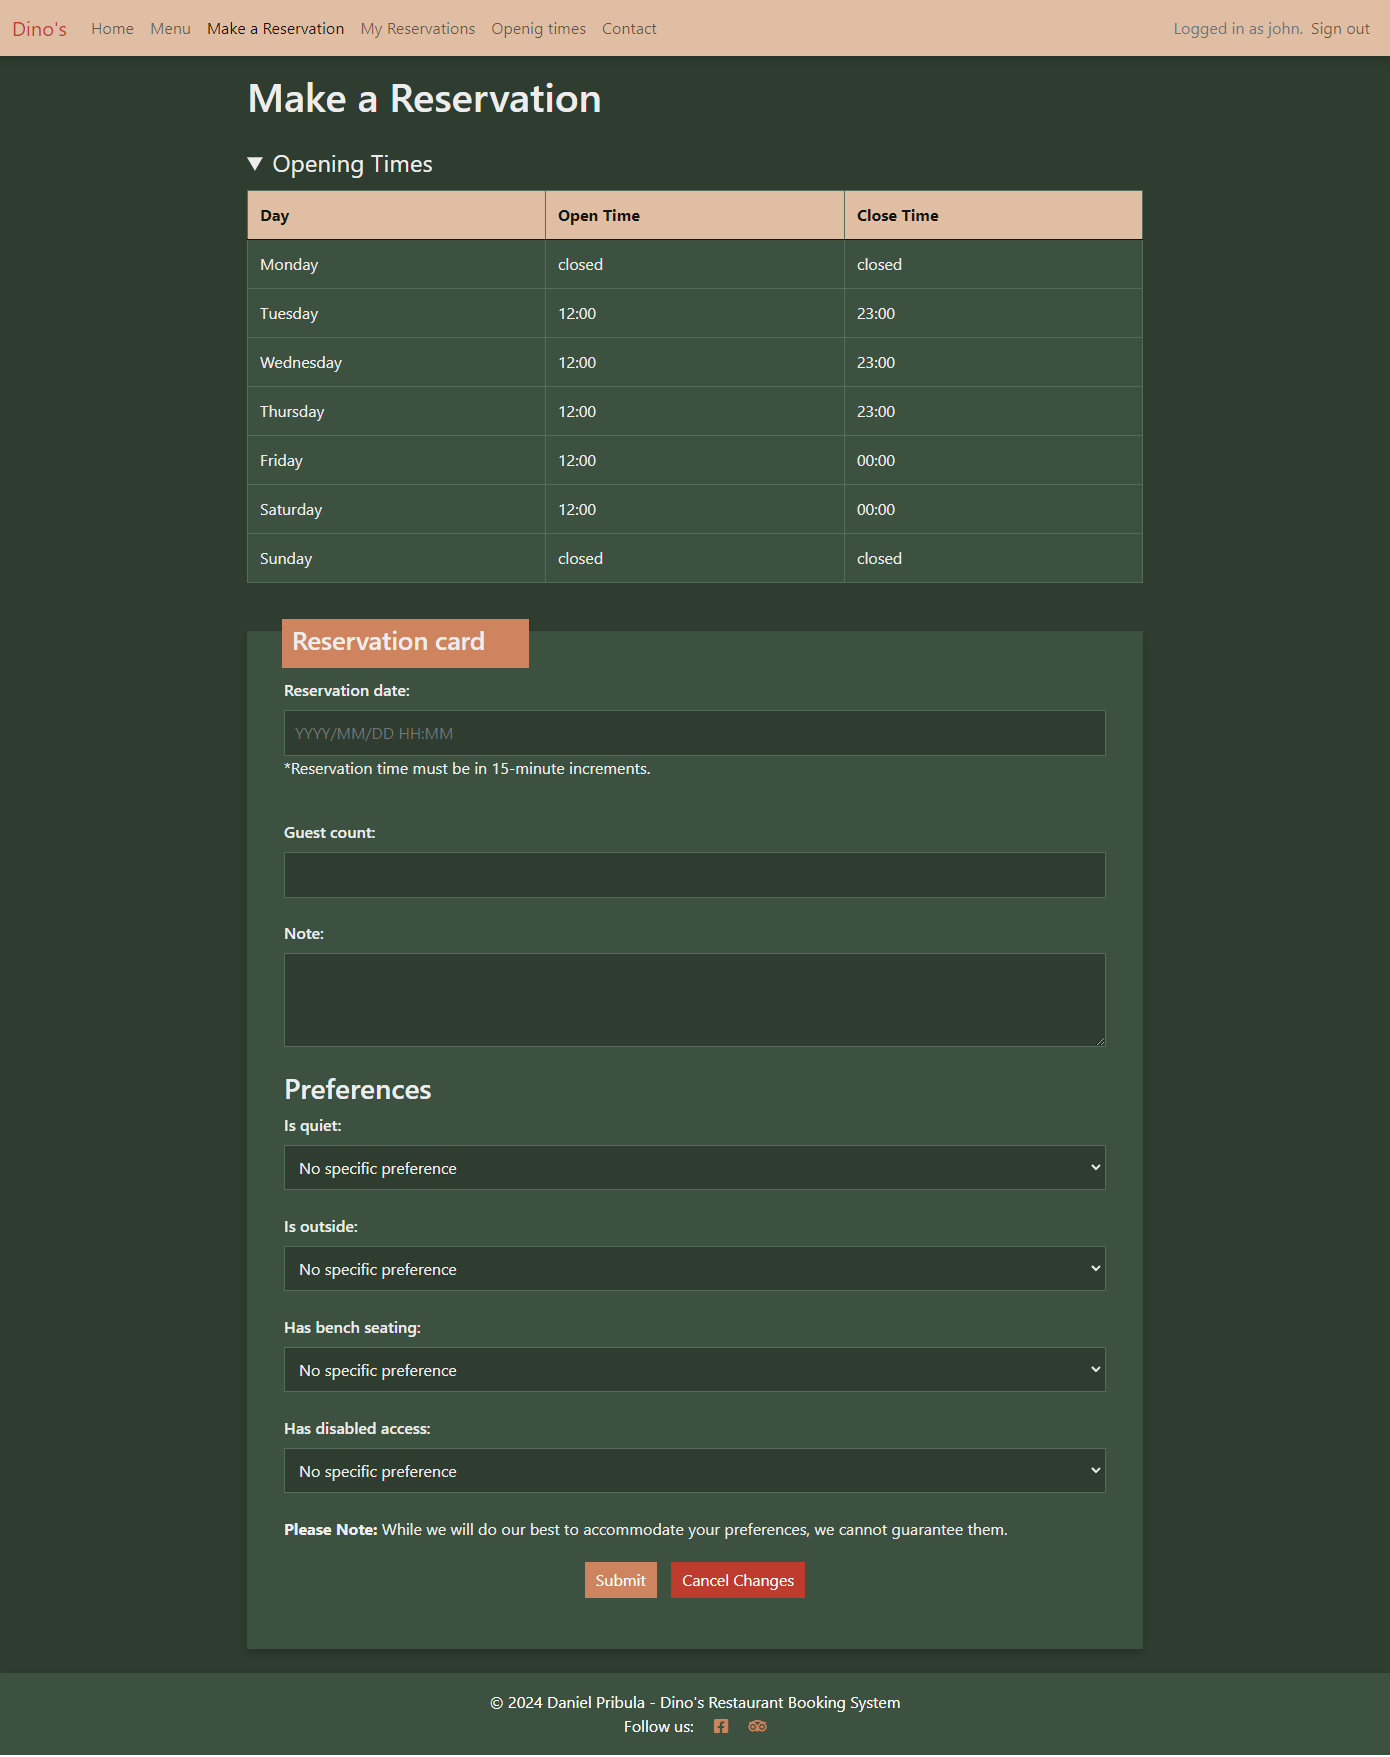 Dino's Home Menu Make a Reservation My Reservations Openig times Contact Logged in as john. Sign out
Make a Reservation
▼ Opening Times
Day Open Time Close Time
Monday closed closed
Tuesday 12:00 23:00
Wednesday 12:00 23:00
Thursday 12:00 23:00
Friday 12:00 00:00
Saturday 12:00 00:00
Sunday closed closed
Reservation card
Reservation date:
YYYY/MM/DD HH:MM
*Reservation time must be in 15-minute increments.
Guest count:
Note:
Preferences
Is quiet:
No specific preference
Is outside:
No specific preference
Has bench seating:
No specific preference
Has disabled access:
No specific preference
Please Note: While we will do our best to accommodate your preferences, we cannot guarantee them.
Submit Cancel Changes
© 2024 Daniel Pribula - Dino's Restaurant Booking System
Follow us: